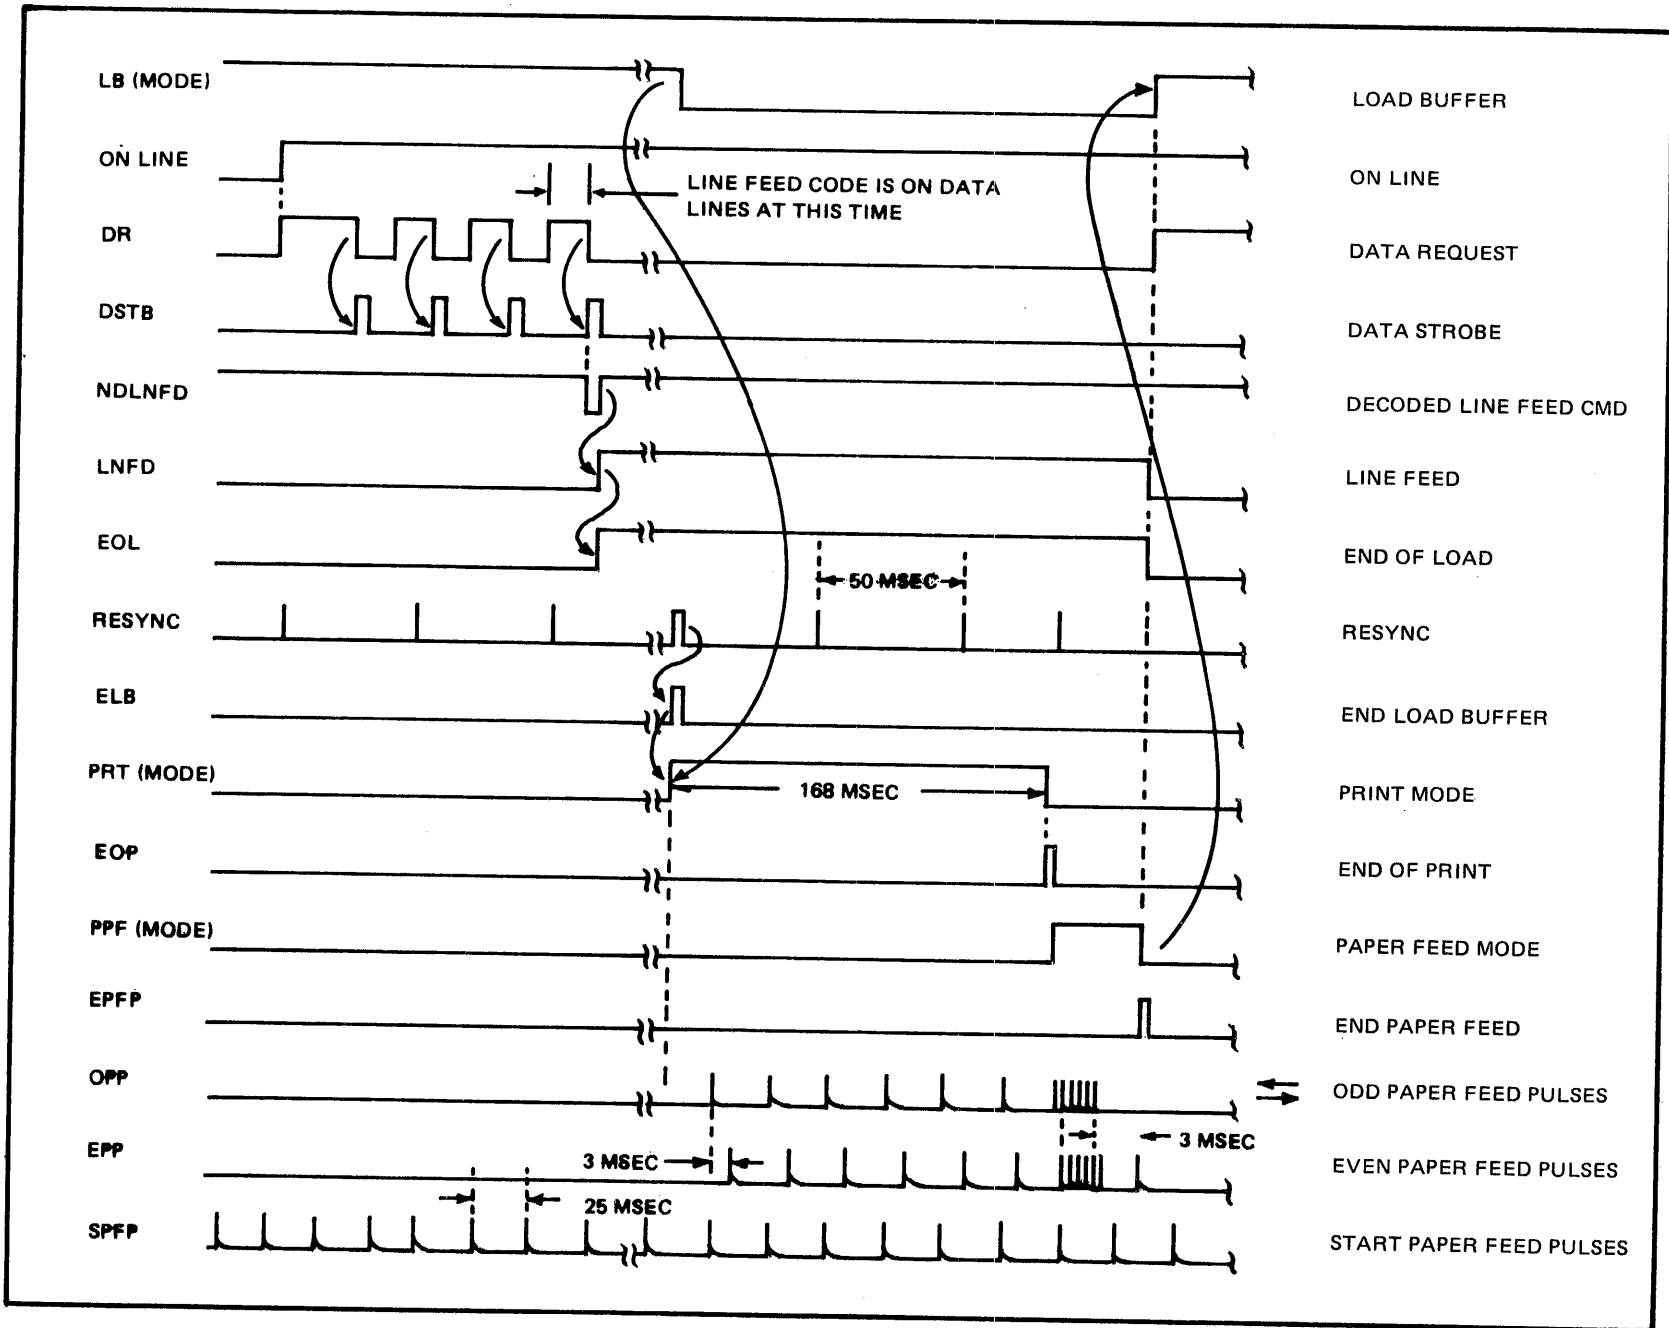 LB (MODE)
LOAD BUFFER
ON LINE
ON LINE
LINE FEED CODE IS ON DATA
LINES AT THIS TIME
DR
DATA REQUEST
DSTB
DATA STROBE
NDLNFD
DECODED LINE FEED CMD
LNFD
LINE FEED
EOL
END OF LOAD
50 MSEC
RESYNC
RESYNC
ELB
END LOAD BUFFER
PRT (MODE)
168 MSEC
PRINT MODE
EOP
END OF PRINT
PPF (MODE)
PAPER FEED MODE
EPFP
END PAPER FEED
OPP
ODD PAPER FEED PULSES
3 MSEC
EPP
3 MSEC
EVEN PAPER FEED PULSES
25 MSEC
SPFP
START PAPER FEED PULSES